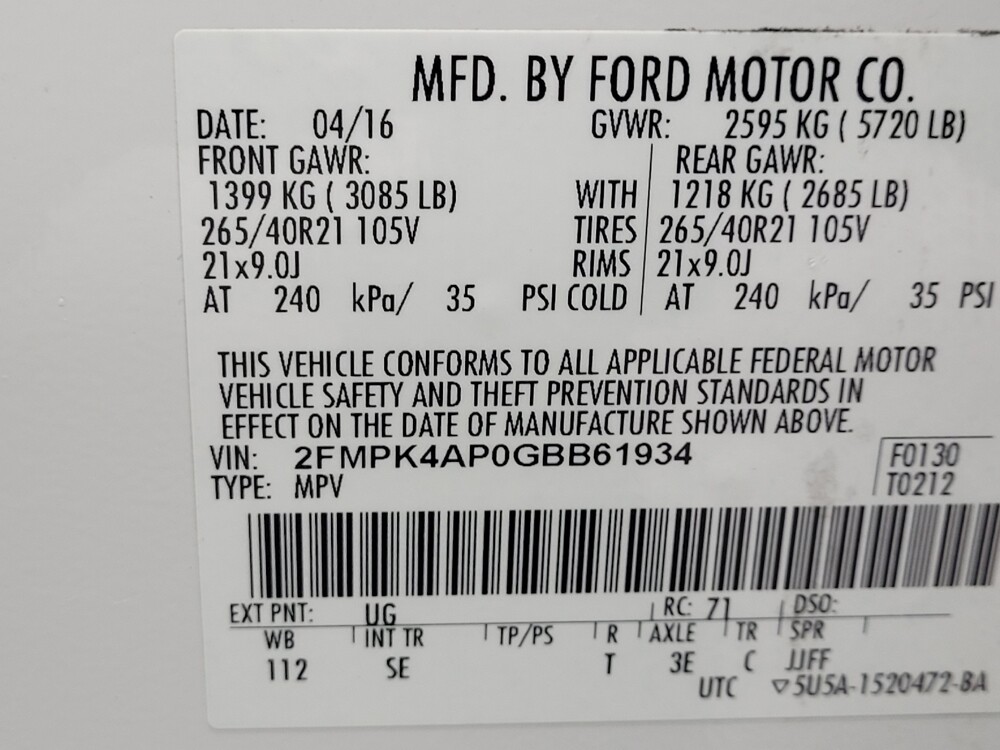 MFD. BY FORD MOTOR CO.
DATE: 04/16 GVWR: 2595 KG ( 5720 LB)
FRONT GAWR: REAR GAWR:
1399 KG ( 3085 LB) WITH 1218 KG ( 2685 LB)
265/40R21 105V TIRES 265/40R21 105V
21x9.0J RIMS 21x9.0J
AT 240 kPa/ 35 PSI COLD AT 240 kPa/ 35 PSI
THIS VEHICLE CONFORMS TO ALL APPLICABLE FEDERAL MOTOR
VEHICLE SAFETY AND THEFT PREVENTION STANDARDS IN
EFFECT ON THE DATE OF MANUFACTURE SHOWN ABOVE.
VIN: 2FMPK4AP0GBB61934 F0130
TYPE: MPV T0212
EXT PNT: UG RC: 71 DSO:
WB INT TR TP/PS R AXLE TR SPR
112 SE T 3E C JJFF
UTC ▽5U5A-1520472-BA